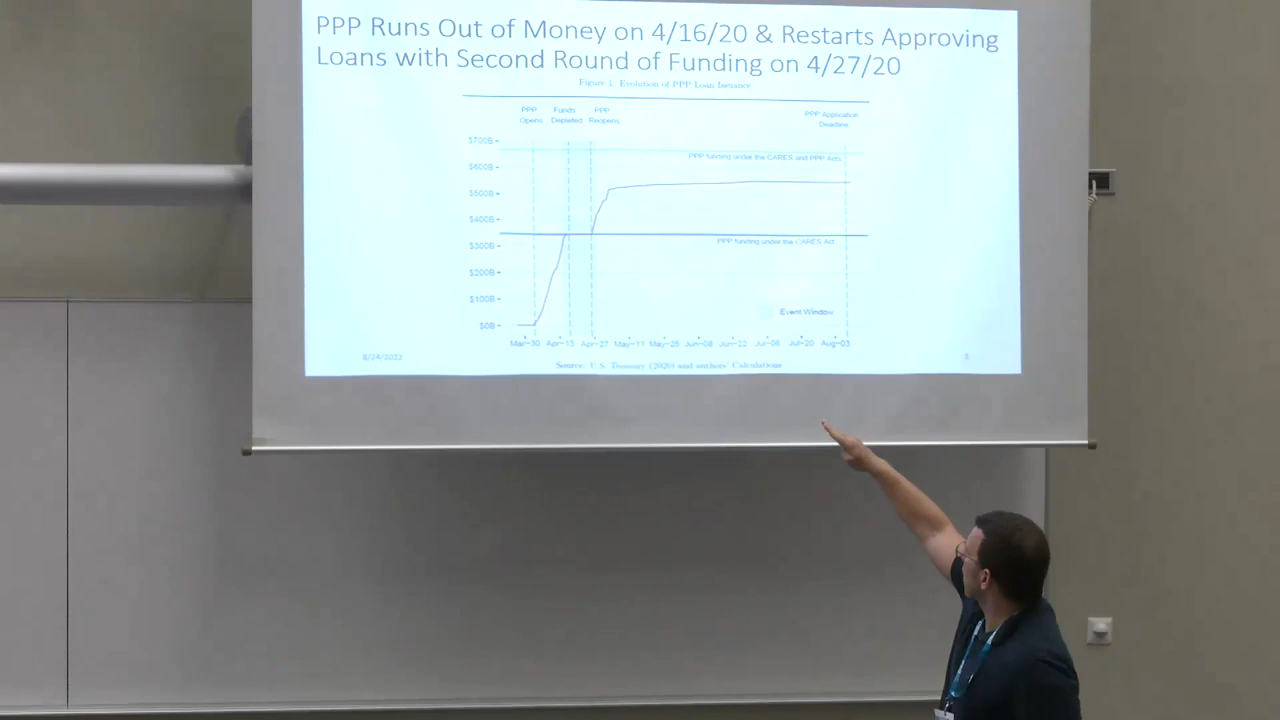 PPP Runs Out of Money on 4/16/20 & Restarts Approving
Loans with Second Round of Funding on 4/27/20
Figure 1: Evolution of PPP Loan Issuance
PPP Opens
Funds Depleted
PPP Reopens
PPP Application Deadline
$700B
PPP funding under the CARES and PPP Acts
$600B
$500B
$400B
PPP funding under the CARES Act
$300B
$200B
$100B
Event Window
$0B
Mar-30 Apr-13 Apr-27 May-11 May-25 Jun-08 Jun-22 Jul-06 Jul-20 Aug-03
8/24/2022
Source: U.S. Treasury (2020) and authors' Calculations